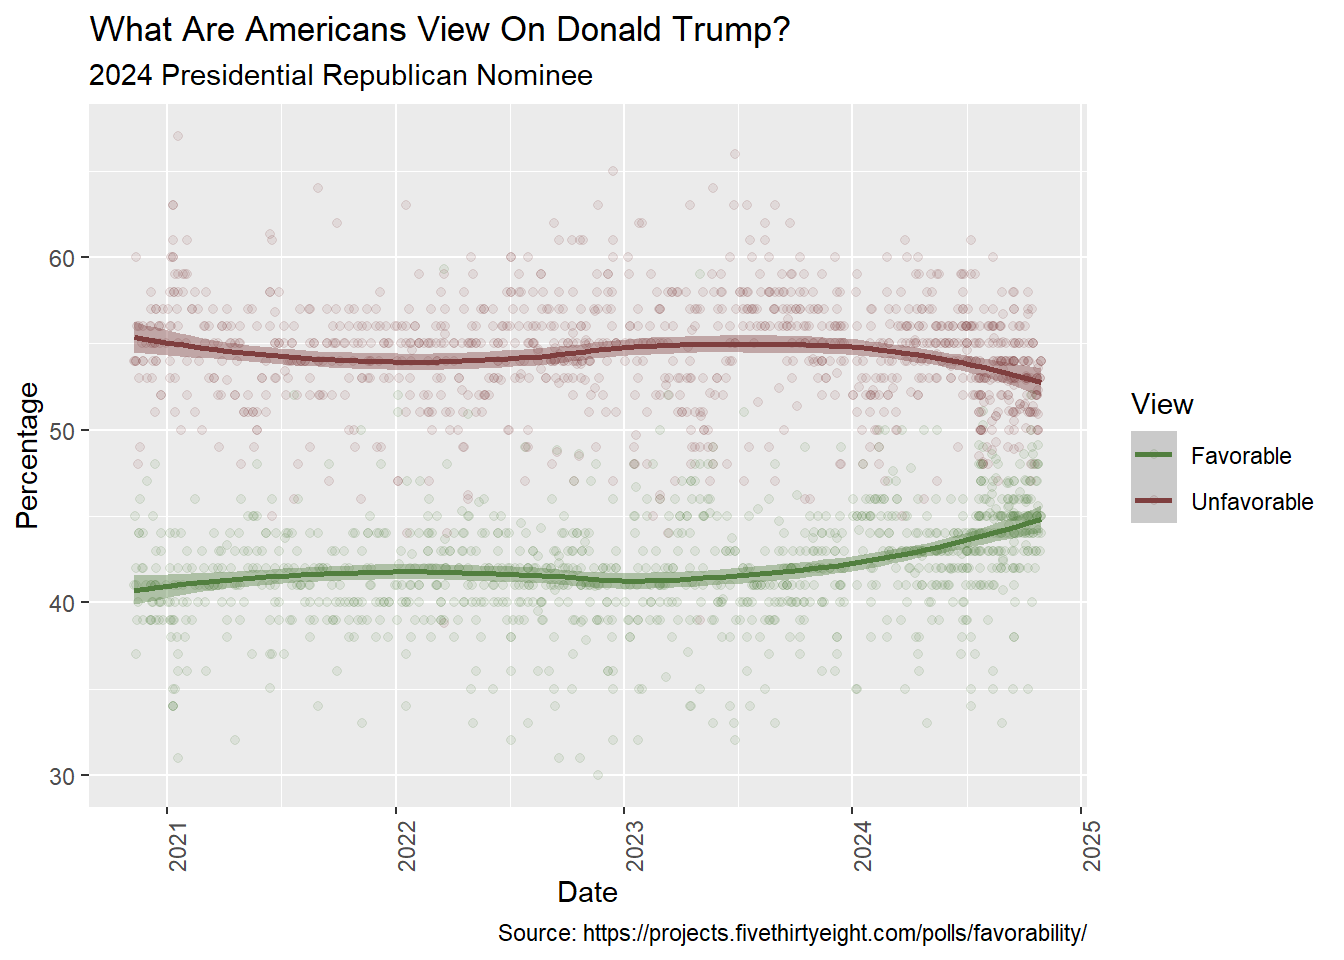 What Are Americans View On Donald Trump?
2024 Presidential Republican Nominee
60
50
40
30
Percentage
2021
2022
2023
2024
2025
Date
View
Favorable
Unfavorable
Source: https://projects.fivethirtyeight.com/polls/favorability/